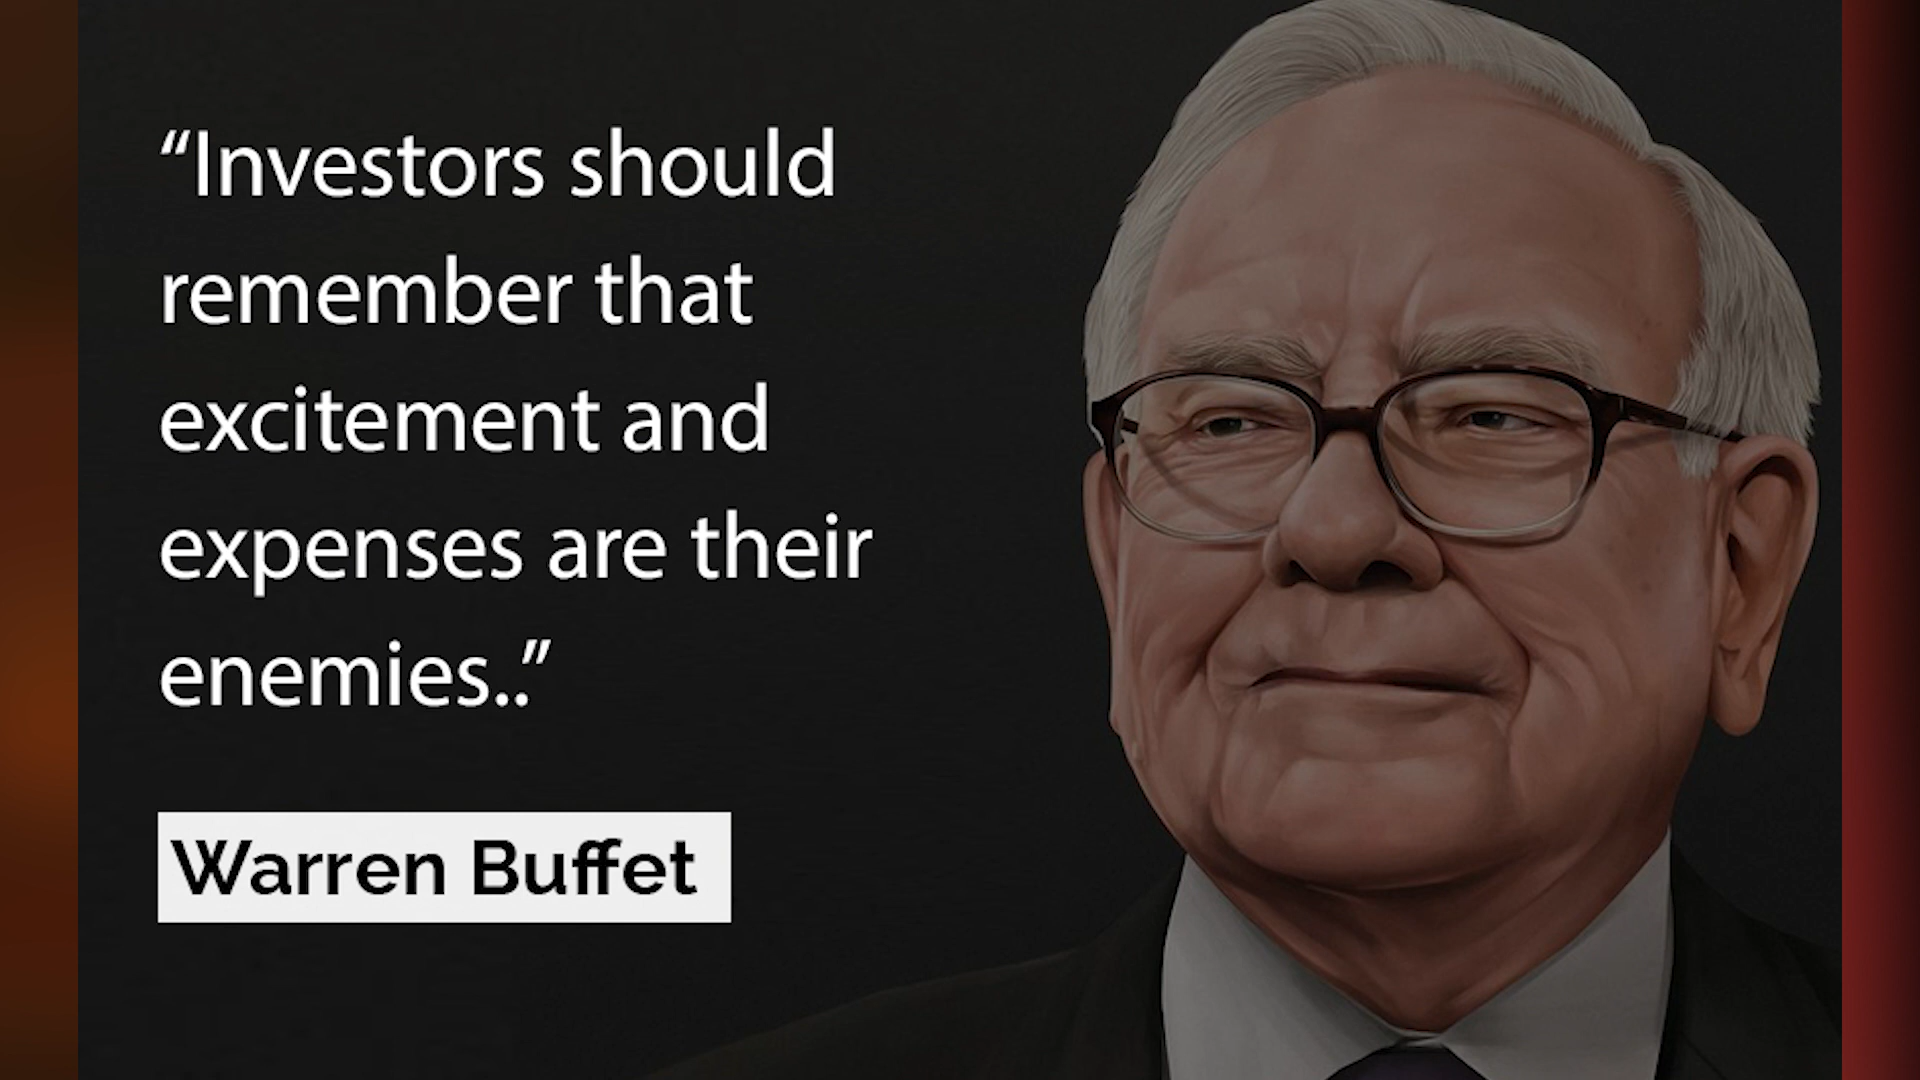 “Investors should
remember that
excitement and
expenses are their
enemies..”
Warren Buffet